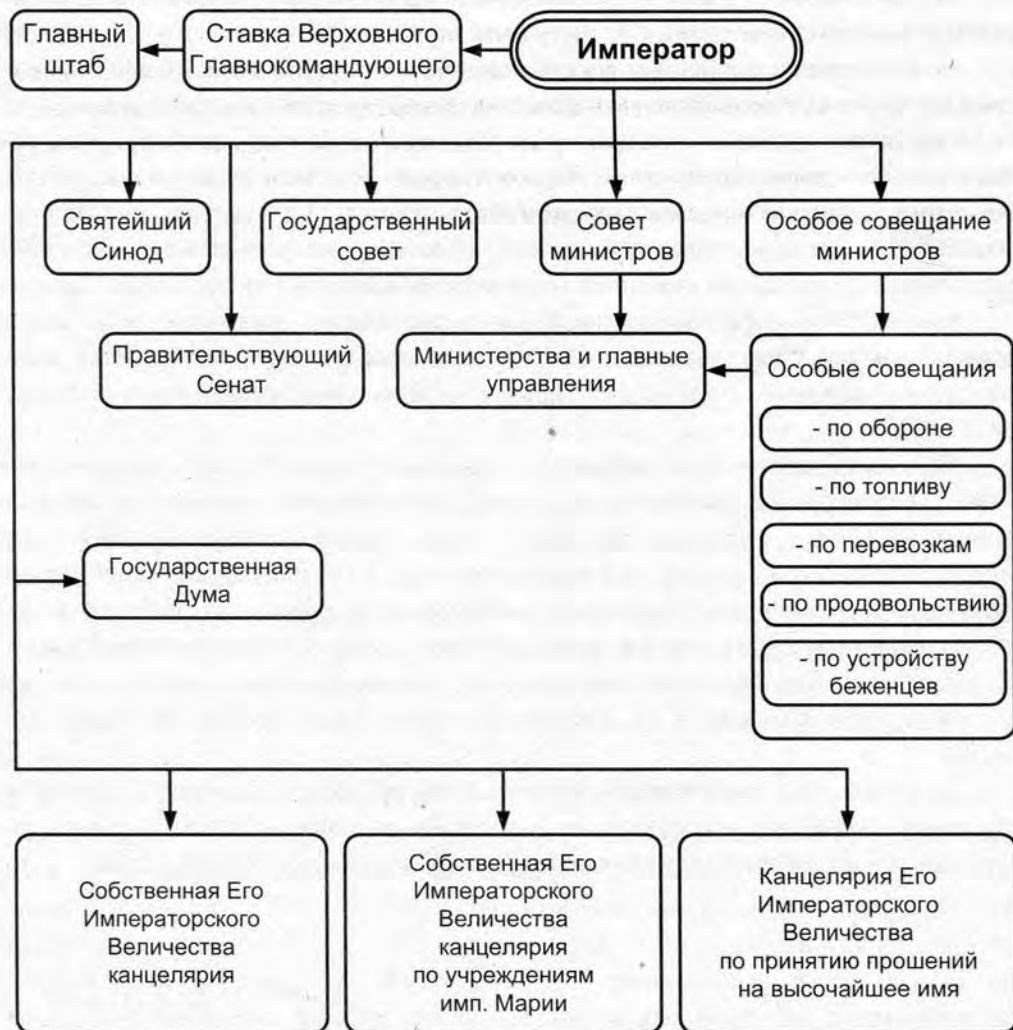 Главный
штаб
Ставка Верховного
Главнокомандующего
Император
Святейший
Синод
Государственный
совет
Совет
министров
Особое совщание
министров
Правительствующий
Сенат
Министерства и главные
управления
Особые совещания
- по обороне
- по топливу
- по перевозкам
- по продовольствию
- по устройству
беженцев
Государственная
Дума
Собственная Его
Императорского
Величества
канцелярия
Собственная Его
Императорского
Величества
канцелярия
по учреждениям
имп. Марии
Канцелярия Его
Императорского
Величества
по принятию прошений
на высочайшее имя